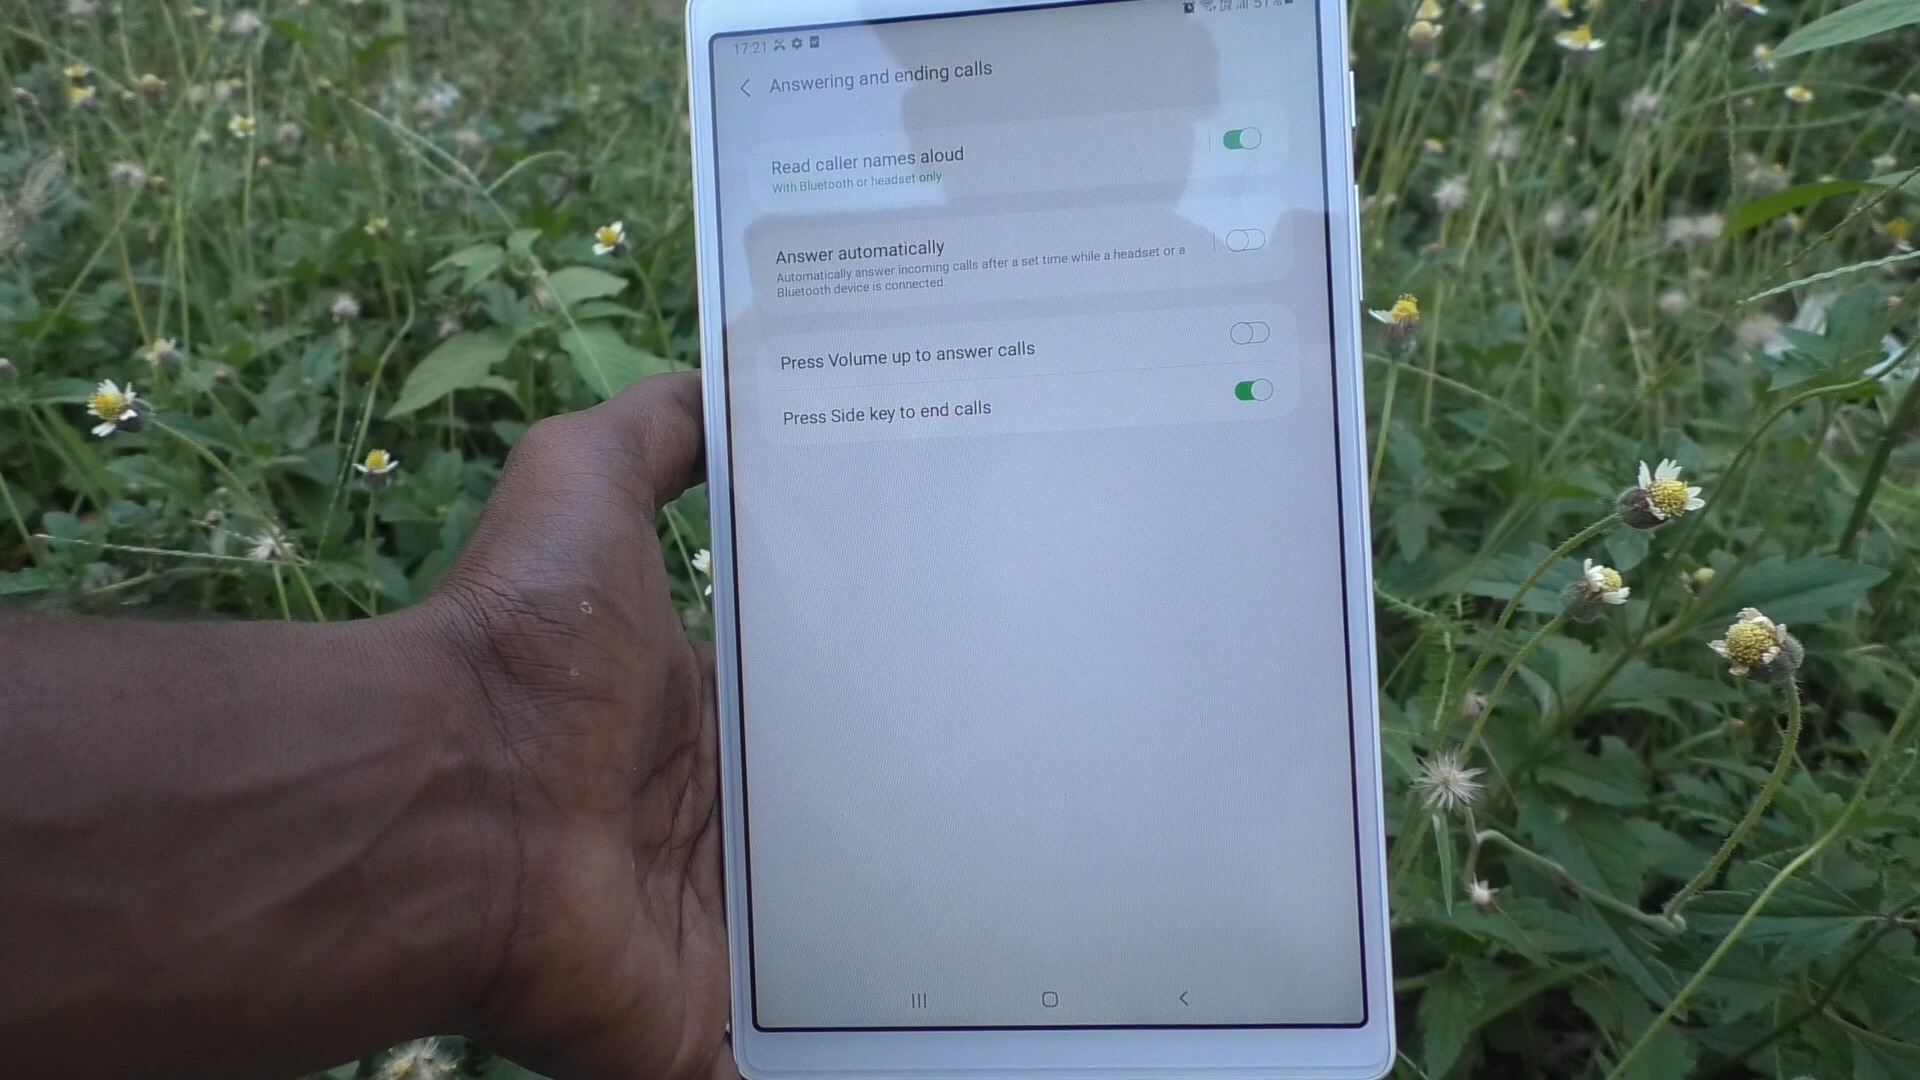 17:21
51%
Answering and ending calls
Read caller names aloud
With Bluetooth or headset only
Answer automatically
Automatically answer incoming calls after a set time while a headset or a
Bluetooth device is connected.
Press Volume up to answer calls
Press Side key to end calls